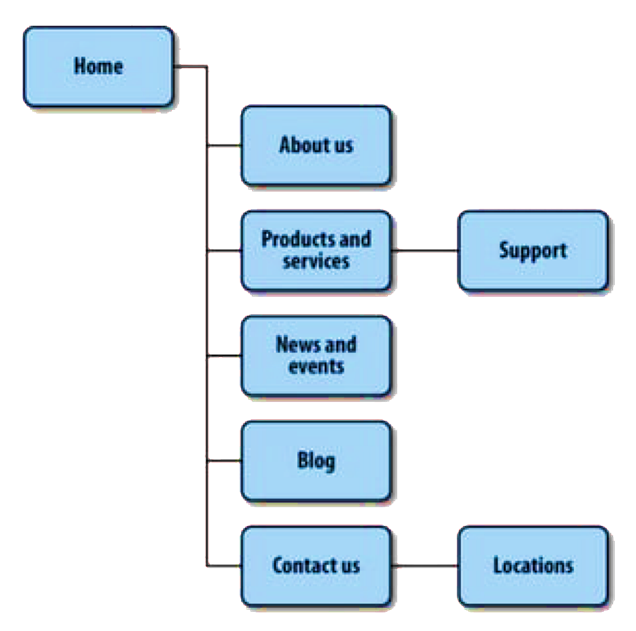 Home
About us
Products and
services
Support
News and
events
Blog
Contact us
Locations